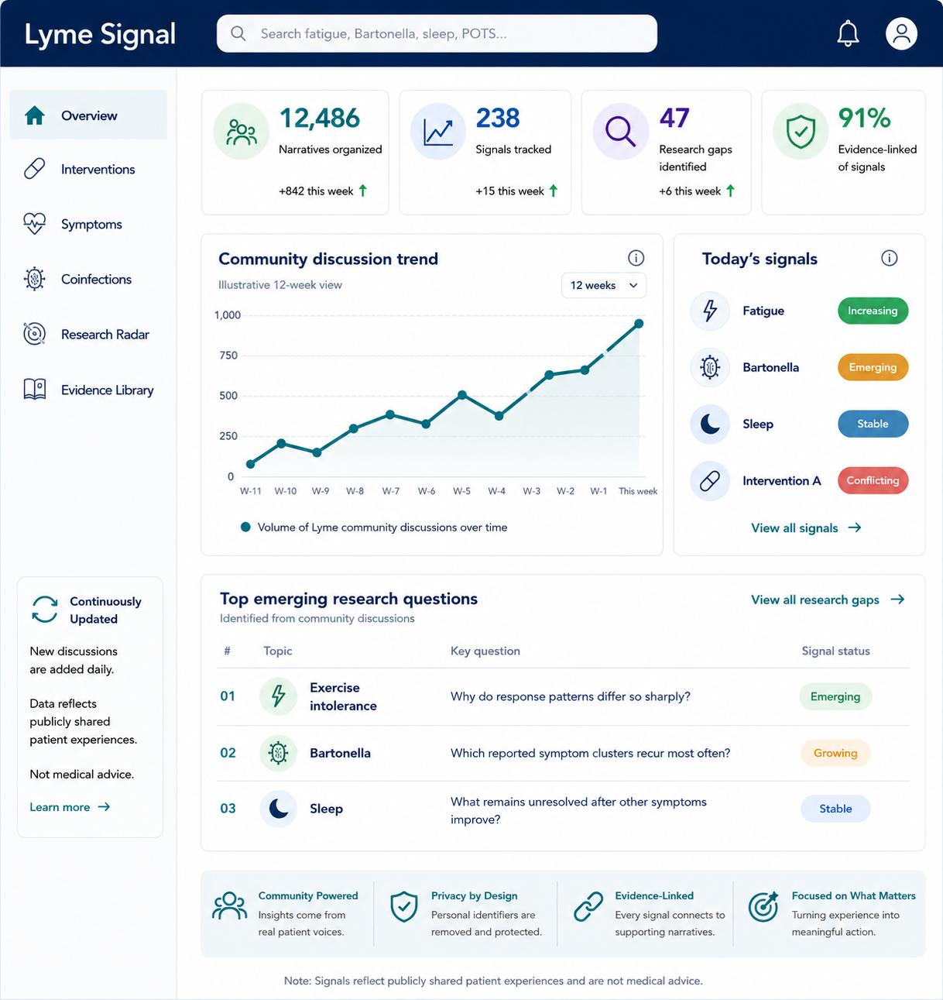 Lyme Signal
Search fatigue, Bartonella, sleep, POTS...
Overview
Interventions
Symptoms
Coinfections
Research Radar
Evidence Library
Continuously
Updated
New discussions
are added daily.
Data reflects
publicly shared
patient experiences.
Not medical advice.
Learn more →
12,486
Narratives organized
+842 this week ↑
238
Signals tracked
+15 this week ↑
47
Research gaps
identified
+6 this week ↑
91%
Evidence-linked
of signals
Community discussion trend
Illustrative 12-week view
12 weeks
1,000
750
500
250
0
W-11 W-10 W-9 W-8 W-7 W-6 W-5 W-4 W-3 W-2 W-1 This week
Volume of Lyme community discussions over time
Today's signals
Fatigue Increasing
Bartonella Emerging
Sleep Stable
Intervention A Conflicting
View all signals →
Top emerging research questions
View all research gaps →
Identified from community discussions
# Topic Key question Signal status
01 Exercise
intolerance
Why do response patterns differ so sharply? Emerging
02 Bartonella Which reported symptom clusters recur most often? Growing
03 Sleep What remains unresolved after other symptoms
improve?
Stable
Community Powered
Insights come from
real patient voices.
Privacy by Design
Personal identifiers are
removed and protected.
Evidence-Linked
Every signal connects to
supporting narratives.
Focused on What Matters
Turning experience into
meaningful action.
Note: Signals reflect publicly shared patient experiences and are not medical advice.